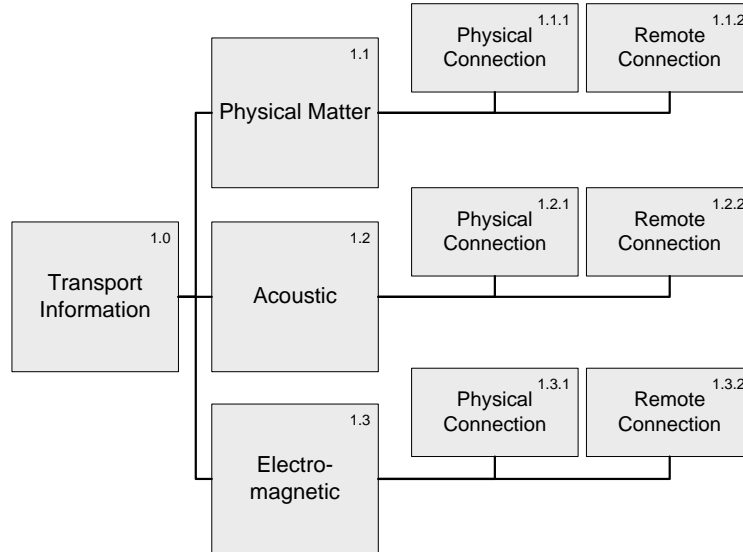 1.1
Physical Matter
1.1.1
Physical
Connection
1.1.2
Remote
Connection
1.0
Transport
Information
1.2
Acoustic
1.2.1
Physical
Connection
1.2.2
Remote
Connection
1.3
Electro-
magnetic
1.3.1
Physical
Connection
1.3.2
Remote
Connection